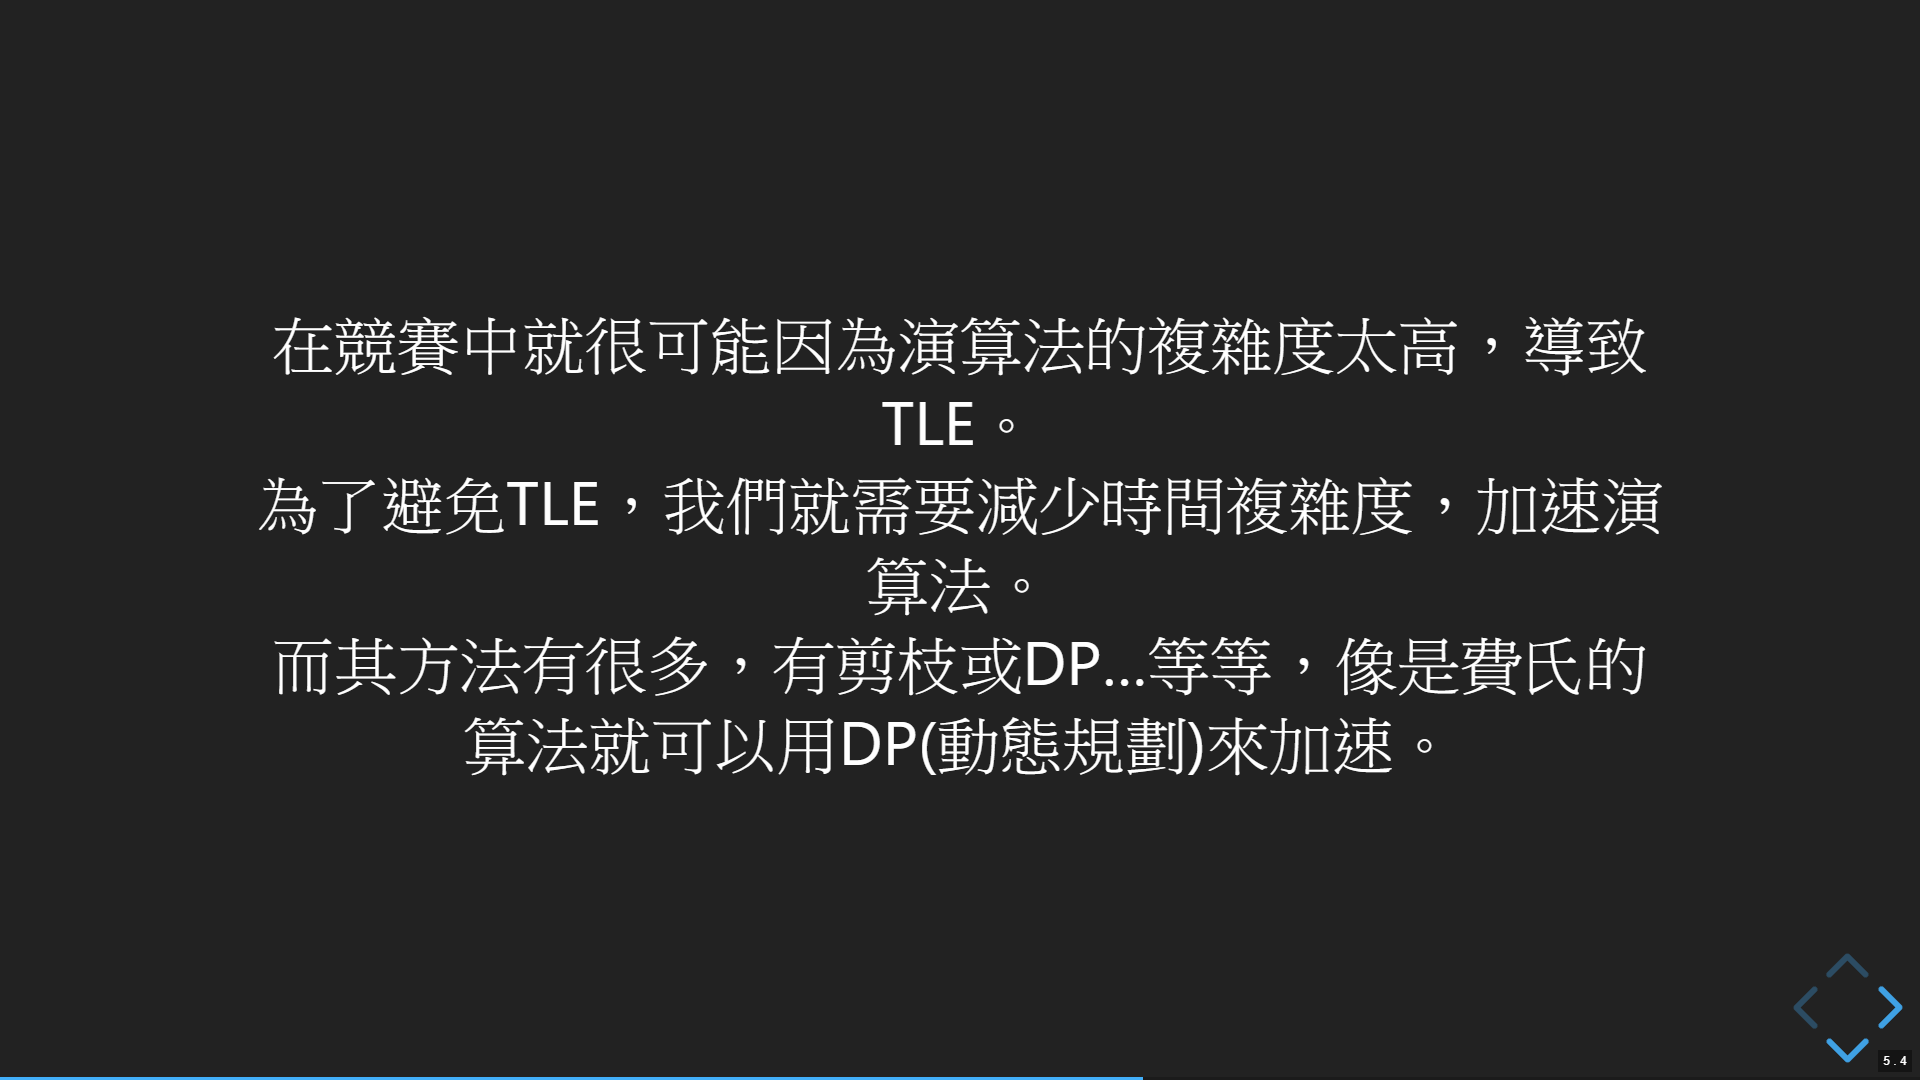 在競賽中就很可能因為演算法的複雜度太高，導致
TLE。
為了避免TLE，我們就需要減少時間複雜度，加速演
算法。
而其方法有很多，有剪枝或DP...等等，像是費氏的
算法就可以用DP(動態規劃)來加速。
5.4